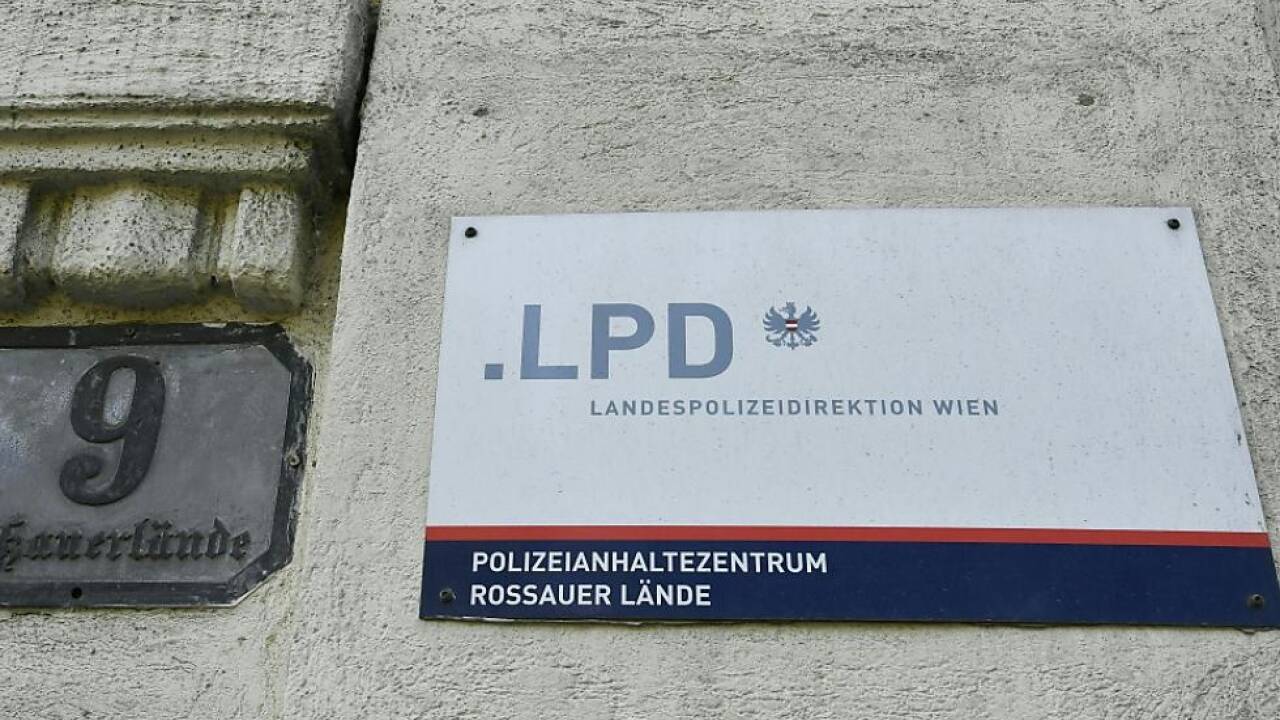 9
.LPD
LANDESPOLIZEIDIREKTION WIEN
POLIZEIANHALTEZENTRUM
ROSSAUER LÄNDE